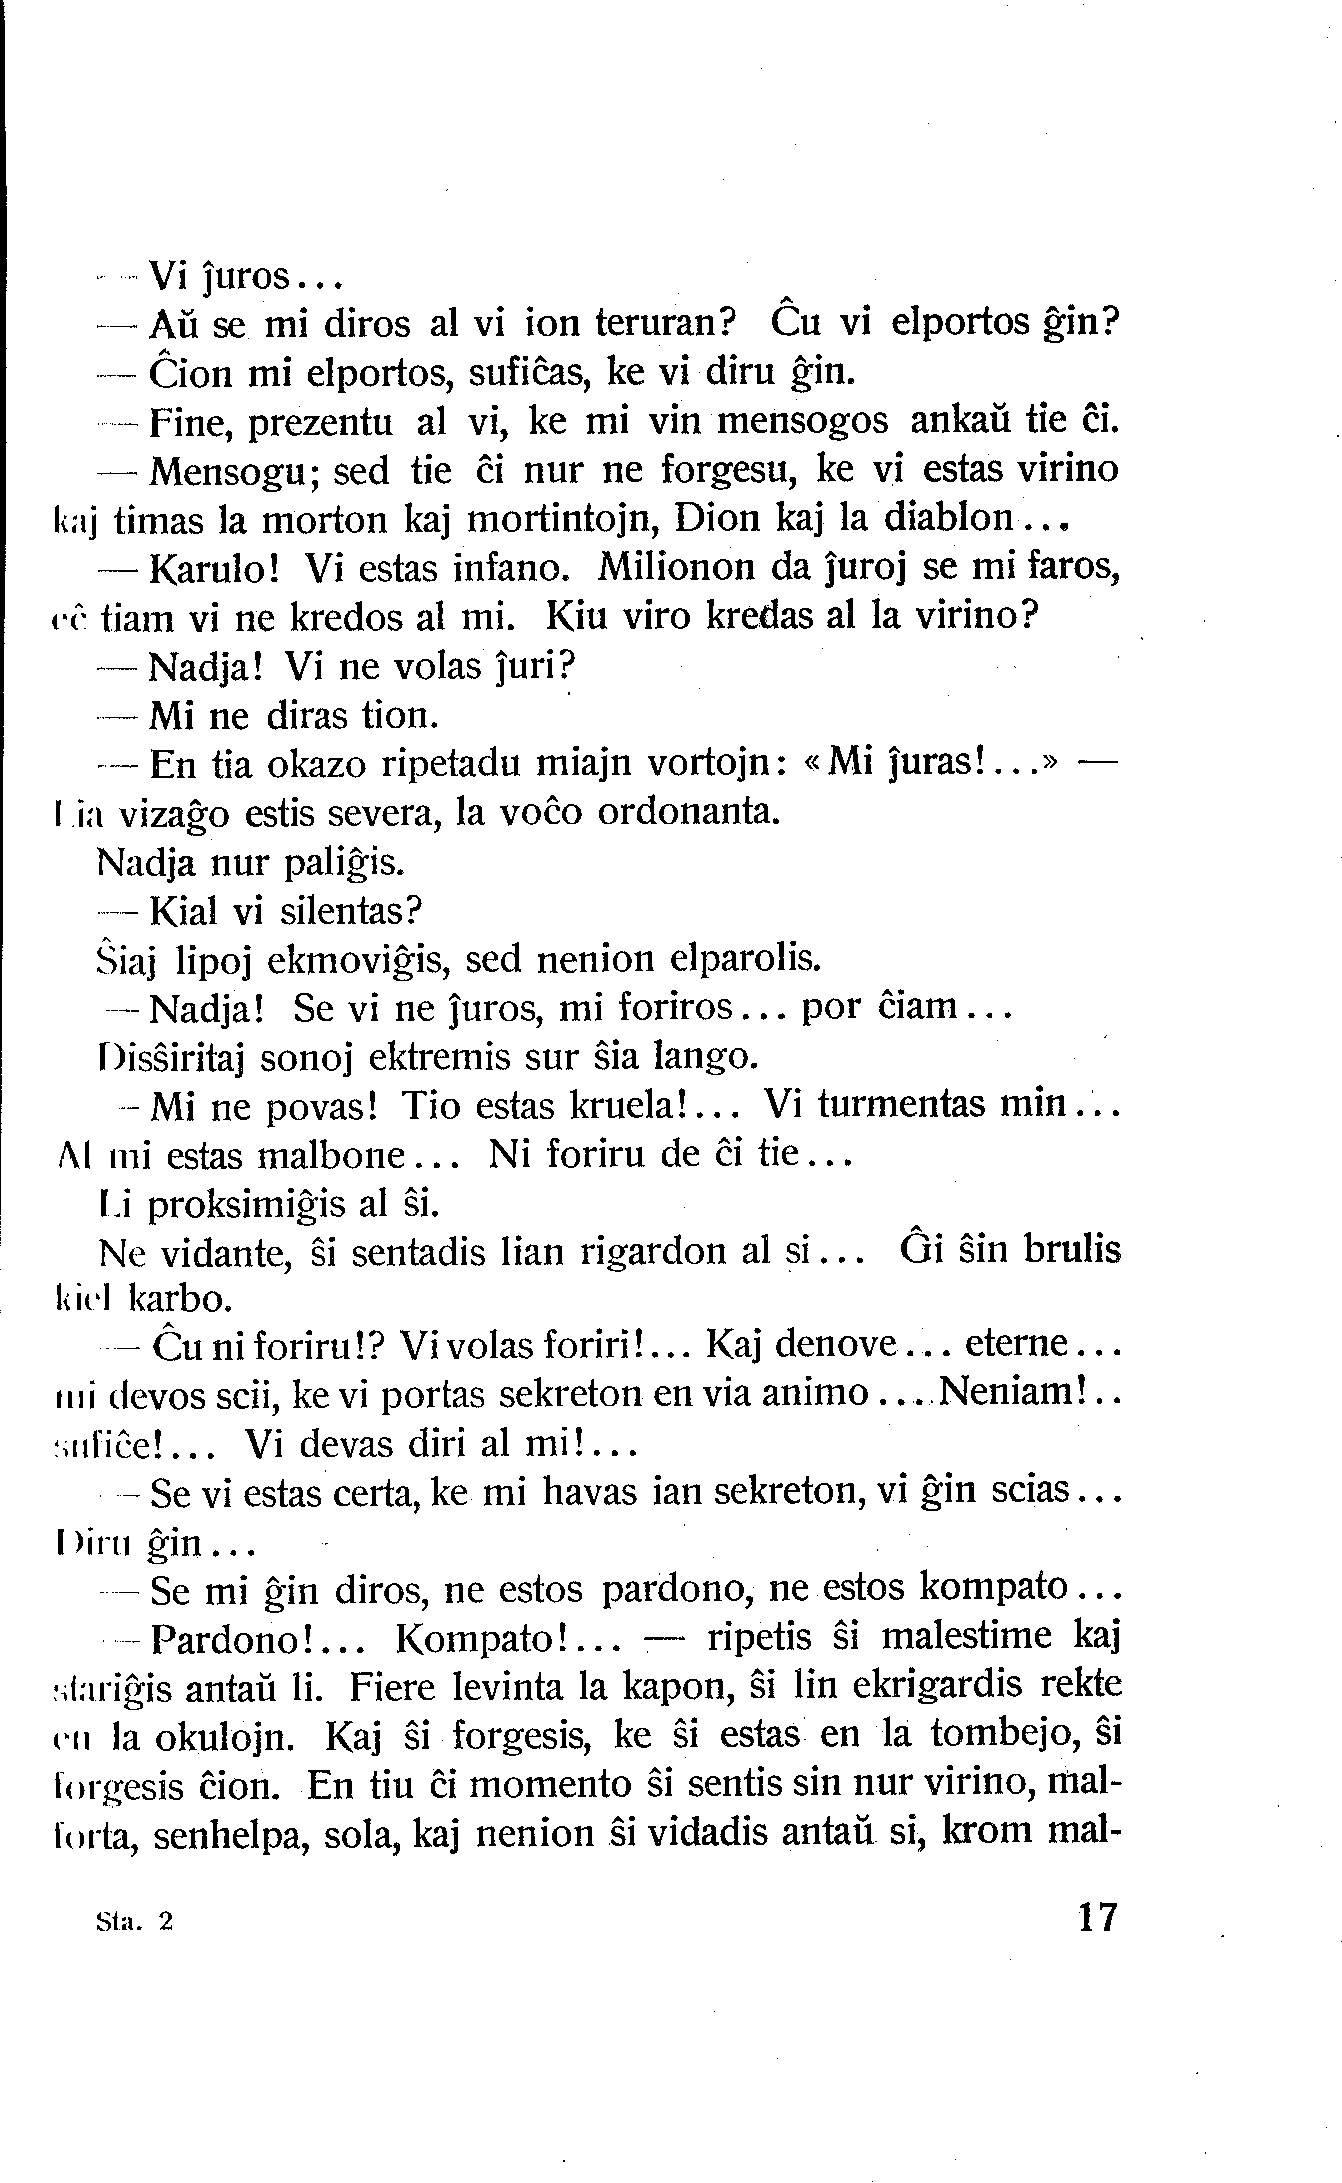 — Vi ĵuros...
— Aŭ se mi diros al vi ion teruran? Ĉu vi elportos ĝin?
— Ĉion mi elportos, sufiĉas, ke vi diru ĝin.
— Fine, prezentu al vi, ke mi vin mensogos ankaŭ tie ĉi.
— Mensogu; sed tie ĉi nur ne forgesu, ke vi estas virino
kaj timas la morton kaj mortintojn, Dion kaj la diablon...
— Karulo! Vi estas infano. Milionon da ĵuroj se mi faros,
eĉ tiam vi ne kredos al mi. Kiu viro kredas al la virino?
— Nadja! Vi ne volas ĵuri?
— Mi ne diras tion.
— En tia okazo ripetadu miajn vortojn: «Mi ĵuras!...» —
Lia vizaĝo estis severa, la voĉo ordonanta.
Nadja nur paliĝis.
— Kial vi silentas?
Ŝiaj lipoj ekmoviĝis, sed nenion elparolis.
— Nadja! Se vi ne ĵuros, mi foriros... por ĉiam...
Disŝiritaj sonoj ektremis sur ŝia lango.
— Mi ne povas! Tio estas kruela!... Vi turmentas min...
Al mi estas malbone... Ni foriru de ĉi tie...
Li proksimiĝis al ŝi.
Ne vidante, ŝi sentadis lian rigardon al si... Ĝi ŝin brulis
kiel karbo.
— Ĉu ni foriru!? Vi volas foriri!... Kaj denove... eterne...
mi devos scii, ke vi portas sekreton en via animo.... Neniam!..
sufiĉe!... Vi devas diri al mi!...
— Se vi estas certa, ke mi havas ian sekreton, vi ĝin scias...
Diru ĝin...
— Se mi ĝin diros, ne estos pardono, ne estos kompato...
— Pardono!... Kompato!... — ripetis ŝi malestime kaj
stariĝis antaŭ li. Fiere levinta la kapon, ŝi lin ekrigardis rekte
en la okulojn. Kaj ŝi forgesis, ke ŝi estas en la tombejo, ŝi
forgesis ĉion. En tiu ĉi momento ŝi sentis sin nur virino, mal-
forta, senhelpa, sola, kaj nenion ŝi vidadis antaŭ si, krom mal-
Sta. 2 17